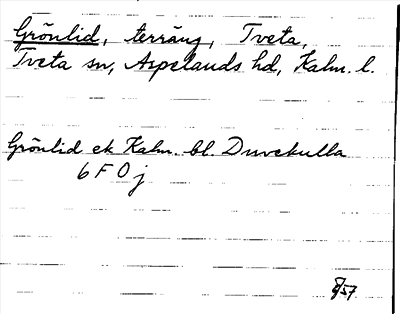 Grönlid, terräng, Tveta,
Tveta sn, Aspelands hd, Kalm. l.
Grönlid ek Kalm. bl. Duvekulla
6 F 0 j